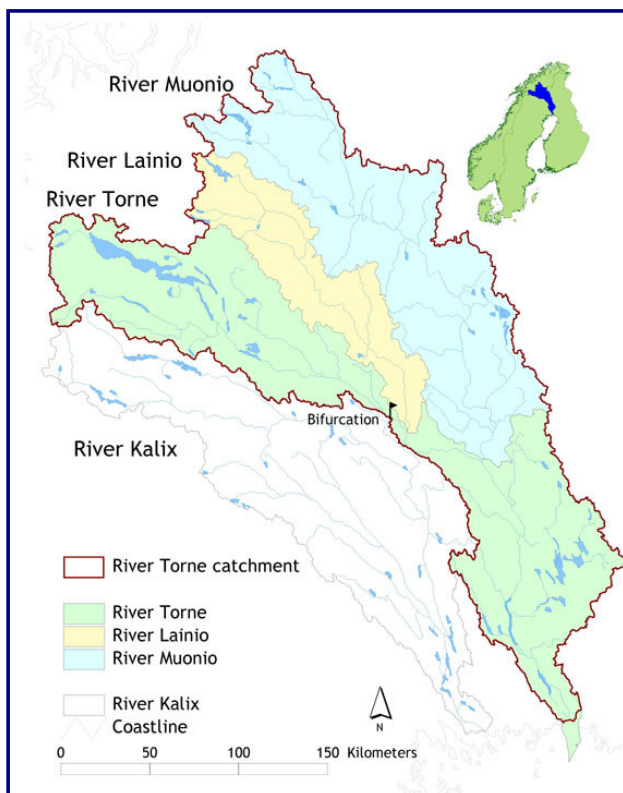 River Muonio
River Lainio
River Torne
Bifurcation
River Kalix
River Torne catchment
River Torne
River Lainio
River Muonio
River Kalix
Coastline
N
0 50 100 150 Kilometers